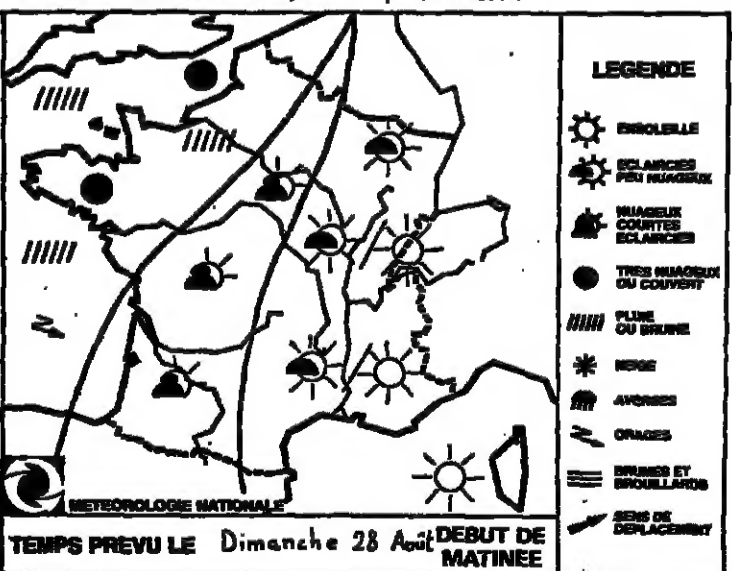 LEGENDE
ENSOLEILLE
ECLAIRCIES
PEU NUAGEUX
NUAGEUX
COURTES
ECLAIRCIES
TRES NUAGEUX
OU COUVERT
PLUIE
OU BRUINE
NEIGE
AVERSES
ORAGES
BRUMES ET
BROUILLARDS
SENS DE
DEPLACEMENT
METEOROLOGIE NATIONALE
TEMPS PREVU LE Dimanche 28 Août DEBUT DE
MATINEE